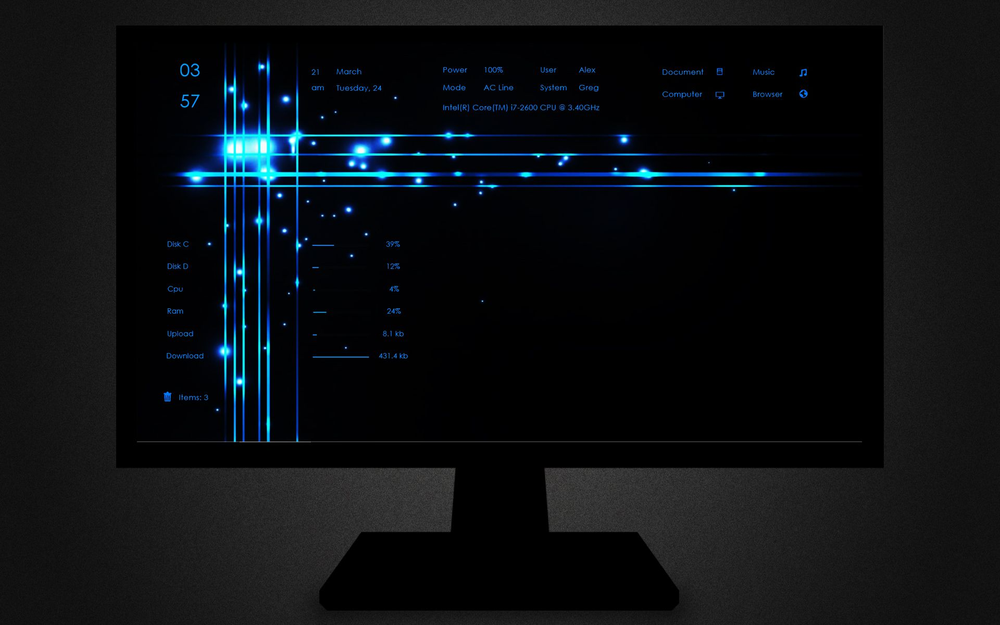 03
57
21 March
am Tuesday, 24
Power 100% User Alex
Mode AC Line System Greg
Intel(R) Core(TM) i7-2600 CPU @ 3.40GHz
Document Music
Computer Browser
Disk C 39%
Disk D 12%
Cpu 4%
Ram 24%
Upload 8.1 kb
Download 431.4 kb
Items: 3